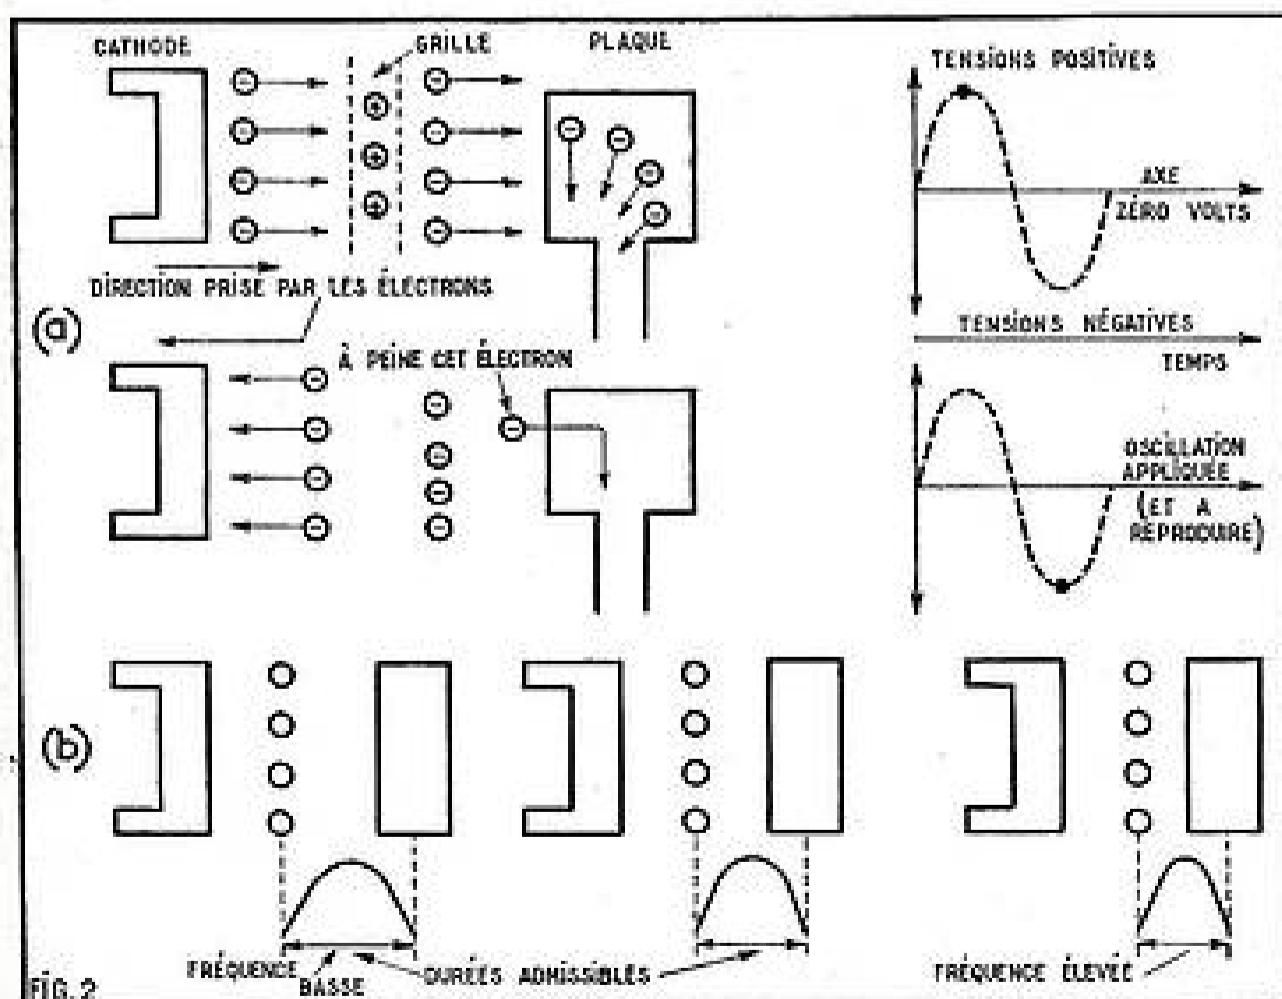 CATHODE
GRILLE
PLAQUE
TENSIONS POSITIVES
AXE
ZÉRO VOLTS
DIRECTION PRISE PAR LES ÉLECTRONS
(a)
TENSIONS NÉGATIVES
TEMPS
À PEINE CET ÉLECTRON
OSCILLATION
APPLIQUÉE
(ET A
REPRODUIRE)
(b)
FRÉQUENCE
BASSE
DURÉES ADMISSIBLES
FRÉQUENCE ÉLEVÉE
FIG. 2